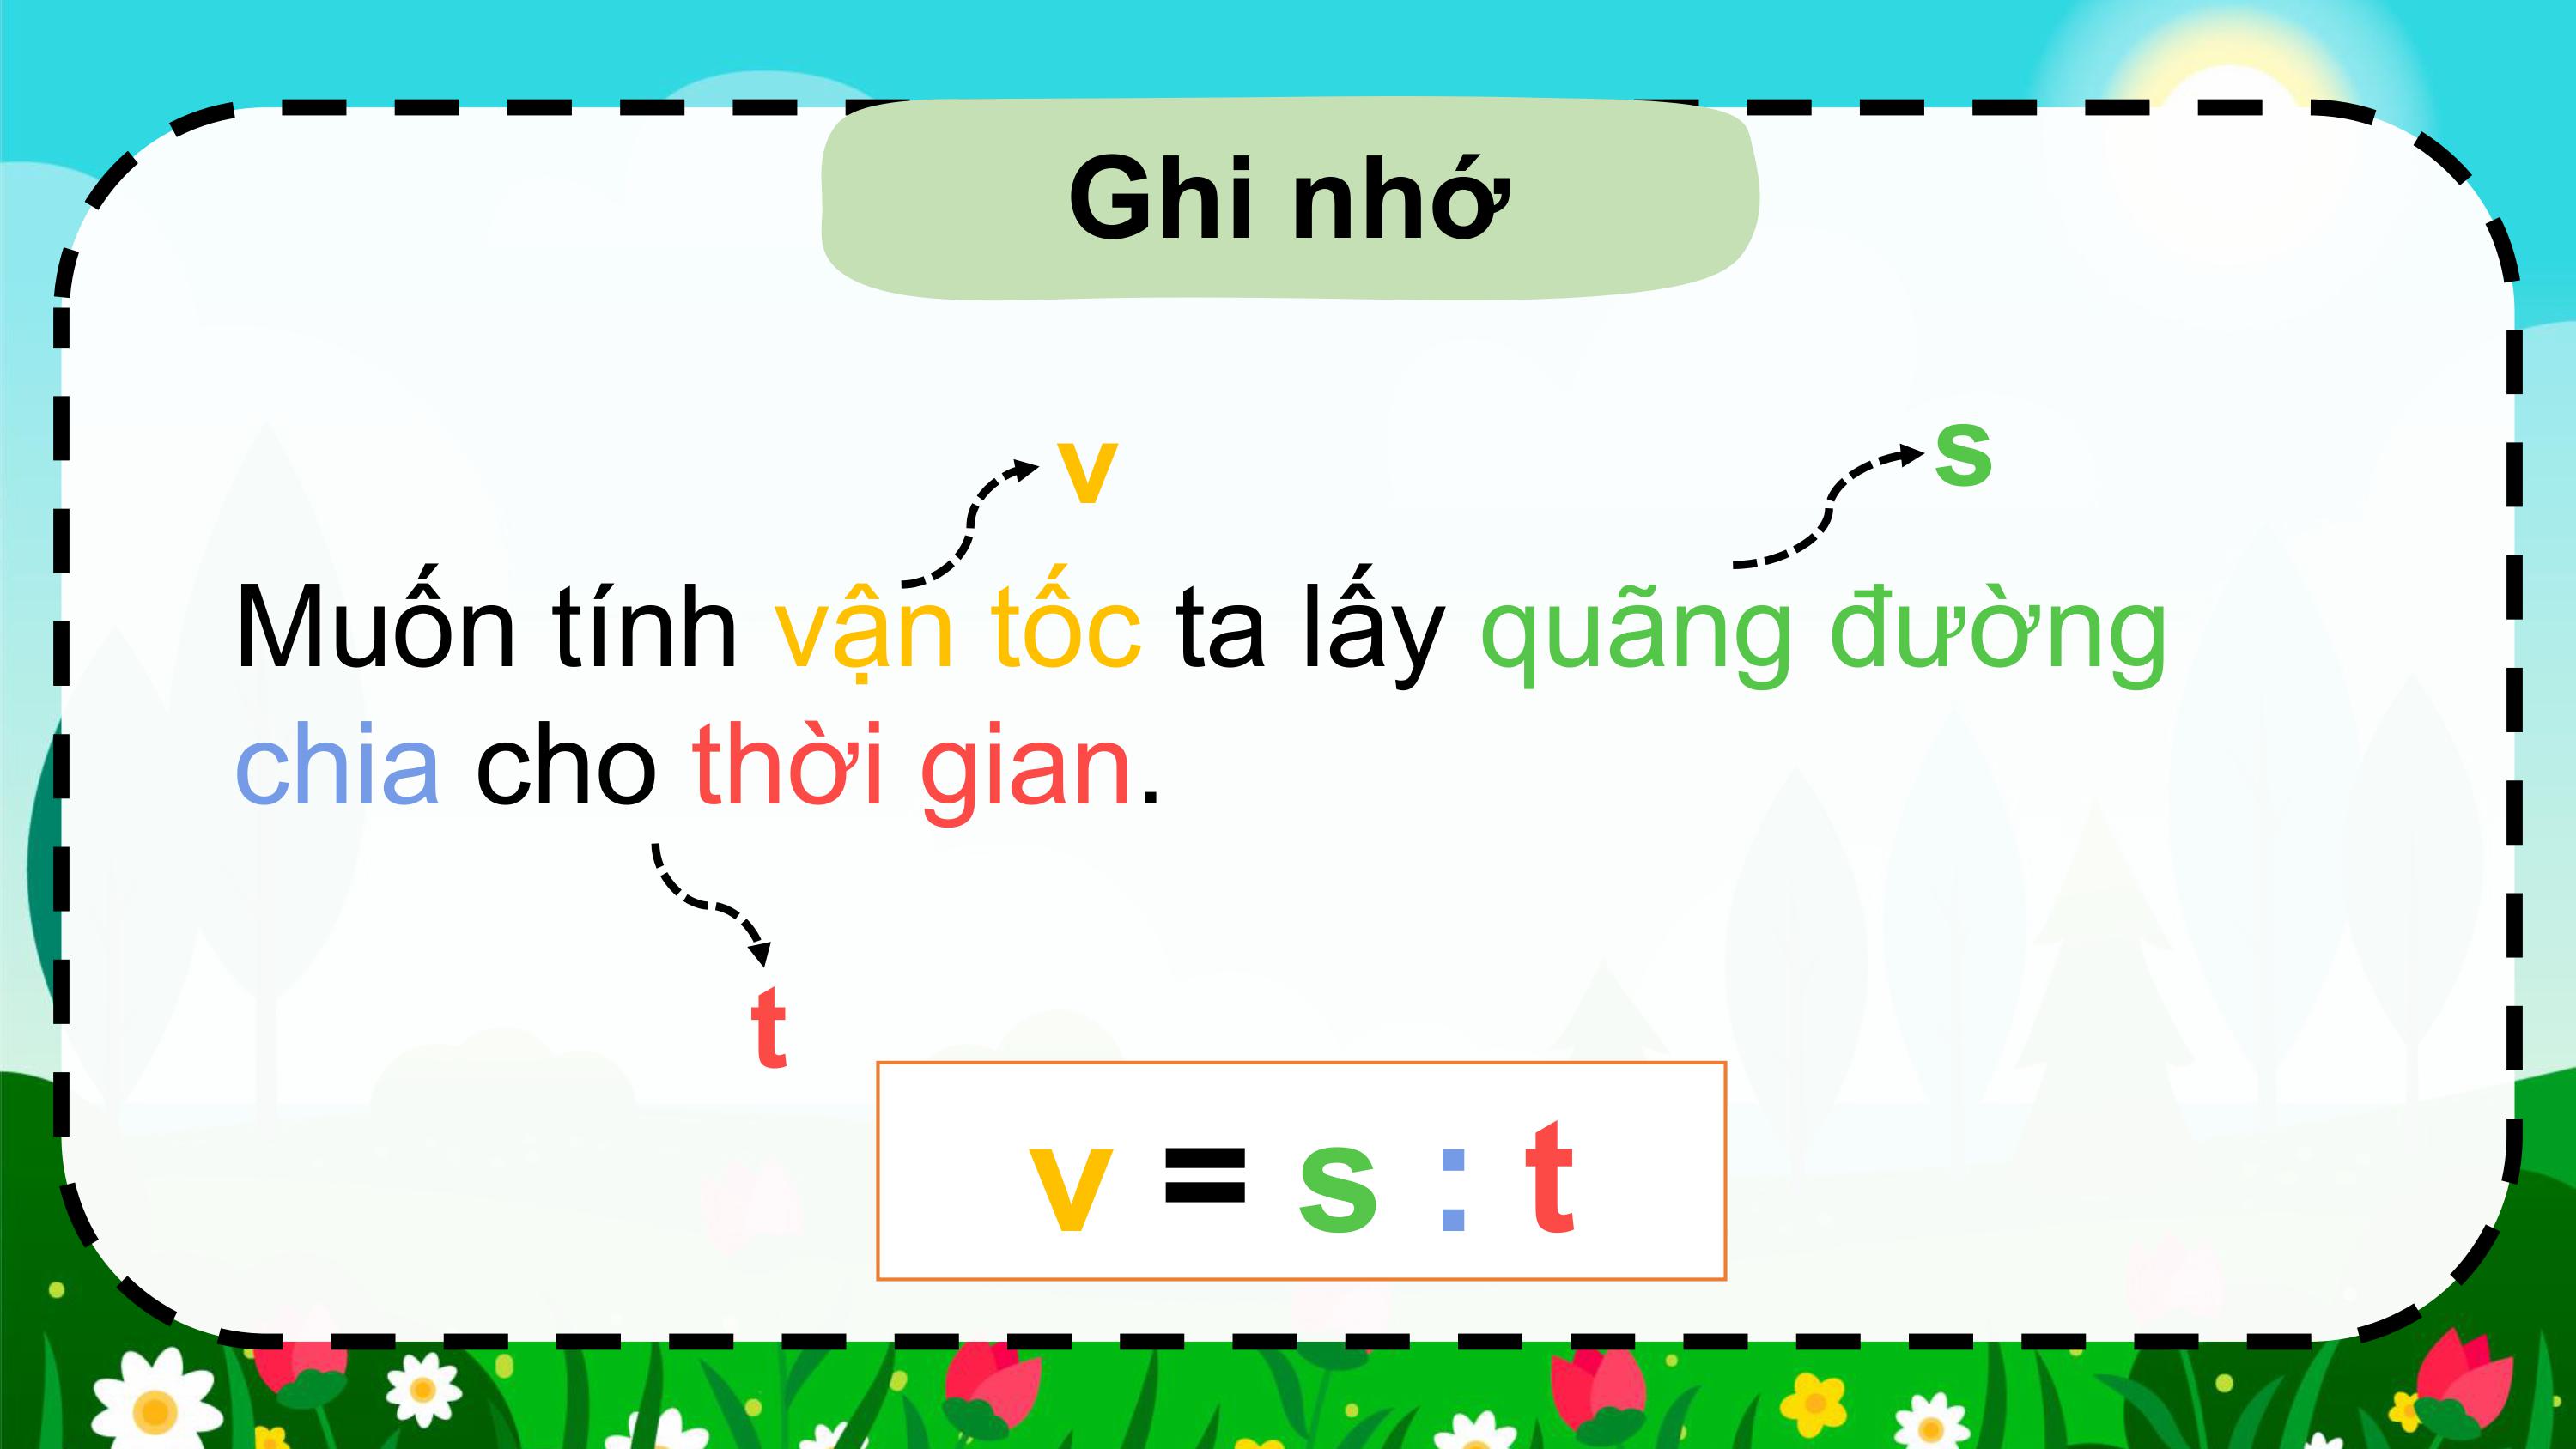 Ghi nhớ
v
s
Muốn tính vận tốc ta lấy quãng đường
chia cho thời gian.
t
v = s : t